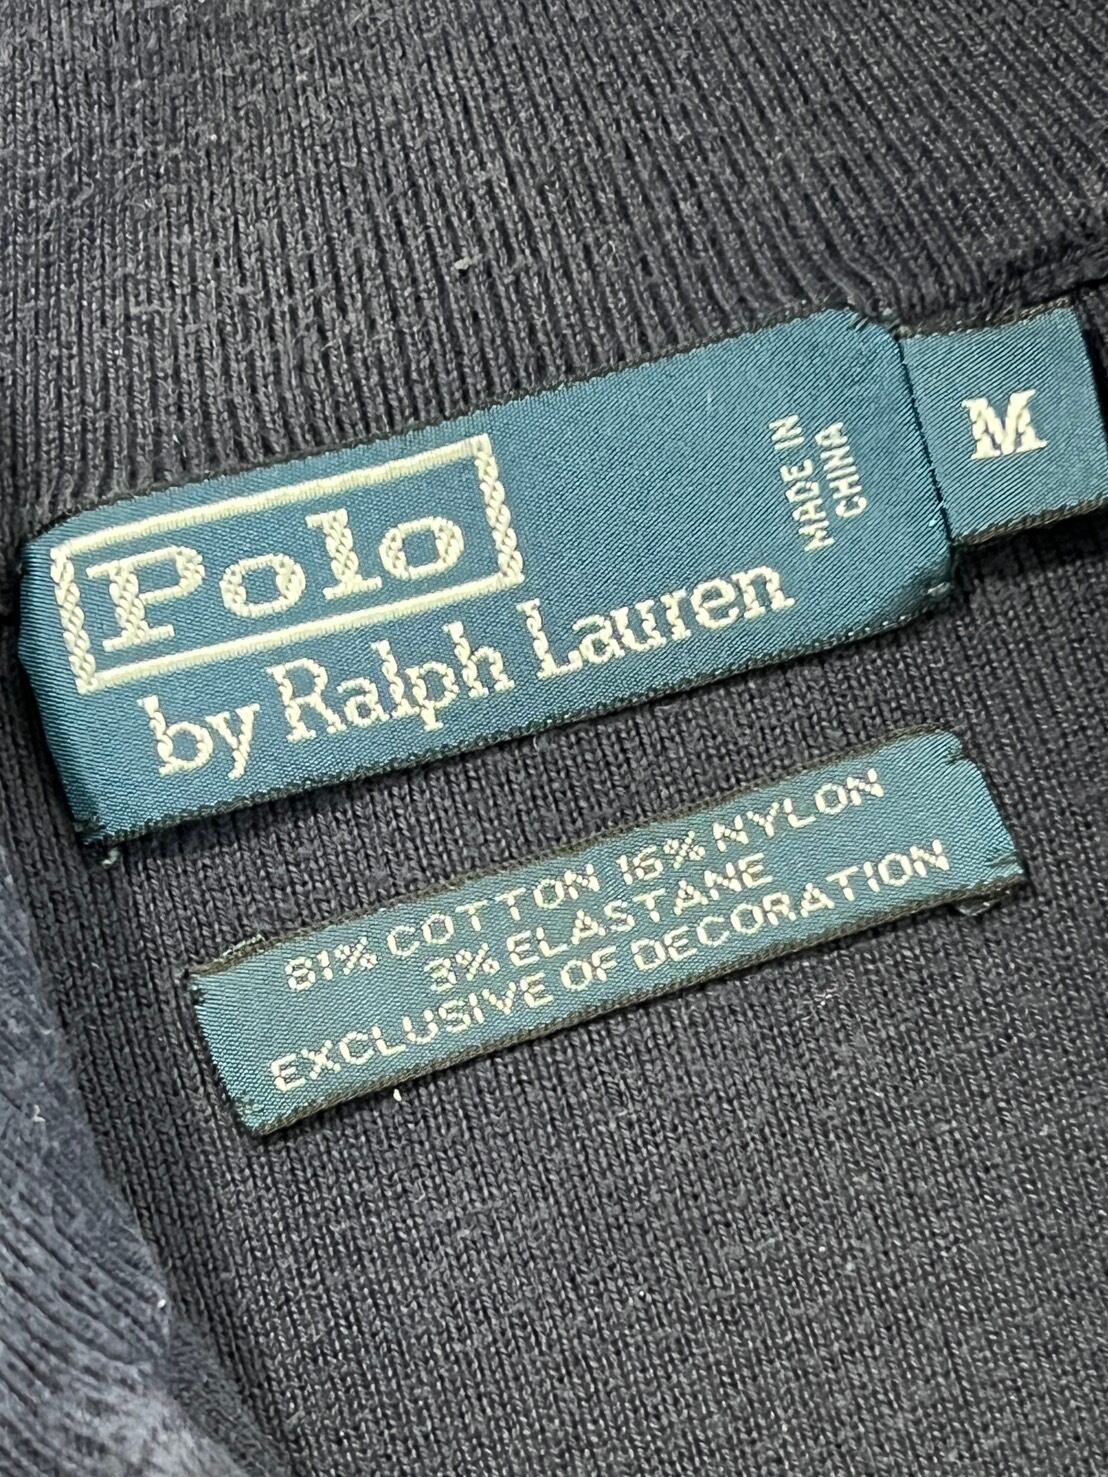 Polo
by Ralph Lauren
MADE IN
CHINA
M
81% COTTON 16% NYLON
3% ELASTANE
EXCLUSIVE OF DECORATION